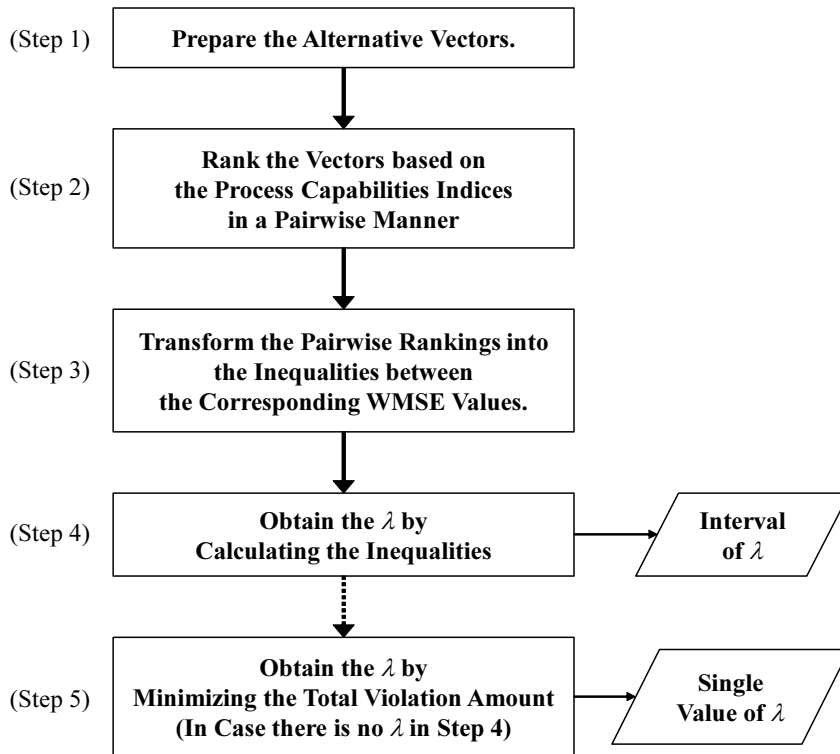 (Step 1)
Prepare the Alternative Vectors.
(Step 2)
Rank the Vectors based on
the Process Capabilities Indices
in a Pairwise Manner
(Step 3)
Transform the Pairwise Rankings into
the Inequalities between
the Corresponding WMSE Values.
(Step 4)
Obtain the λ by
Calculating the Inequalities
Interval
of λ
(Step 5)
Obtain the λ by
Minimizing the Total Violation Amount
(In Case there is no λ in Step 4)
Single
Value of λ